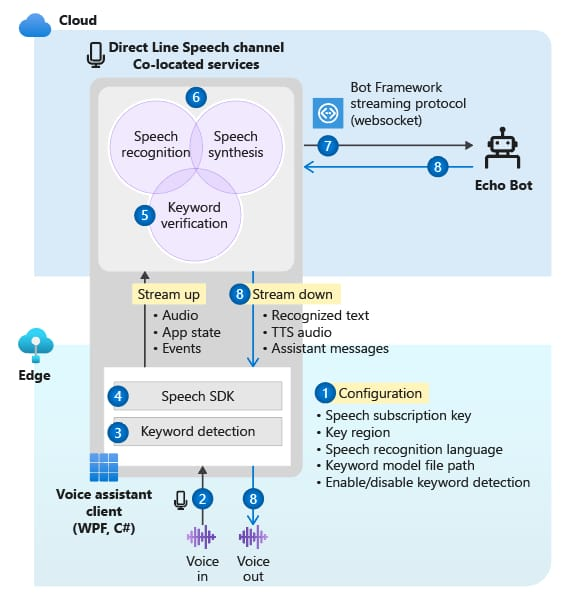 Cloud
Direct Line Speech channel
Co-located services
6
Speech
recognition
Speech
synthesis
5
Keyword
verification
Bot Framework
streaming protocol
(websocket)
7
8
Echo Bot
Stream up
• Audio
• App state
• Events
8
Stream down
• Recognized text
• TTS audio
• Assistant messages
Edge
4
Speech SDK
3
Keyword detection
1
Configuration
• Speech subscription key
• Key region
• Speech recognition language
• Keyword model file path
• Enable/disable keyword detection
Voice assistant
client
(WPF, C#)
2
8
Voice
in
Voice
out